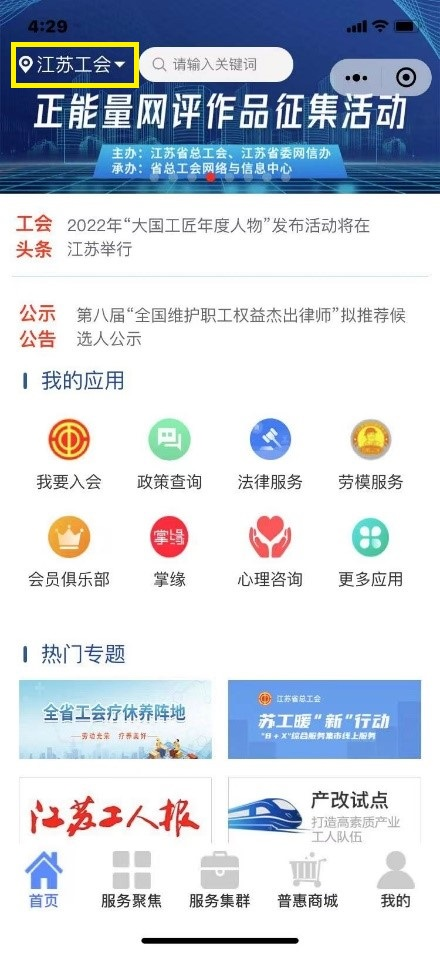 4:29
江苏工会
请输入关键词
正能量网评作品征集活动
主办：江苏省总工会、江苏省委网信办
承办：省总工会网络与信息中心
工会
头条
2022年“大国工匠年度人物”发布活动将在
江苏举行
公示
公告
第八届“全国维护职工权益杰出律师”拟推荐候
选人公示
我的应用
我要入会
政策查询
法律服务
劳模服务
掌缘
会员俱乐部
掌缘
心理咨询
更多应用
热门专题
全省工会疗休养阵地
劳动光荣 疗养高好
江苏省总工会
苏工暖“新”行动
“B+X”综合服务集市线上服务
江苏工人报
产改试点
打造高素质产业
工人队伍
首页
服务聚焦
服务集群
普惠商城
我的